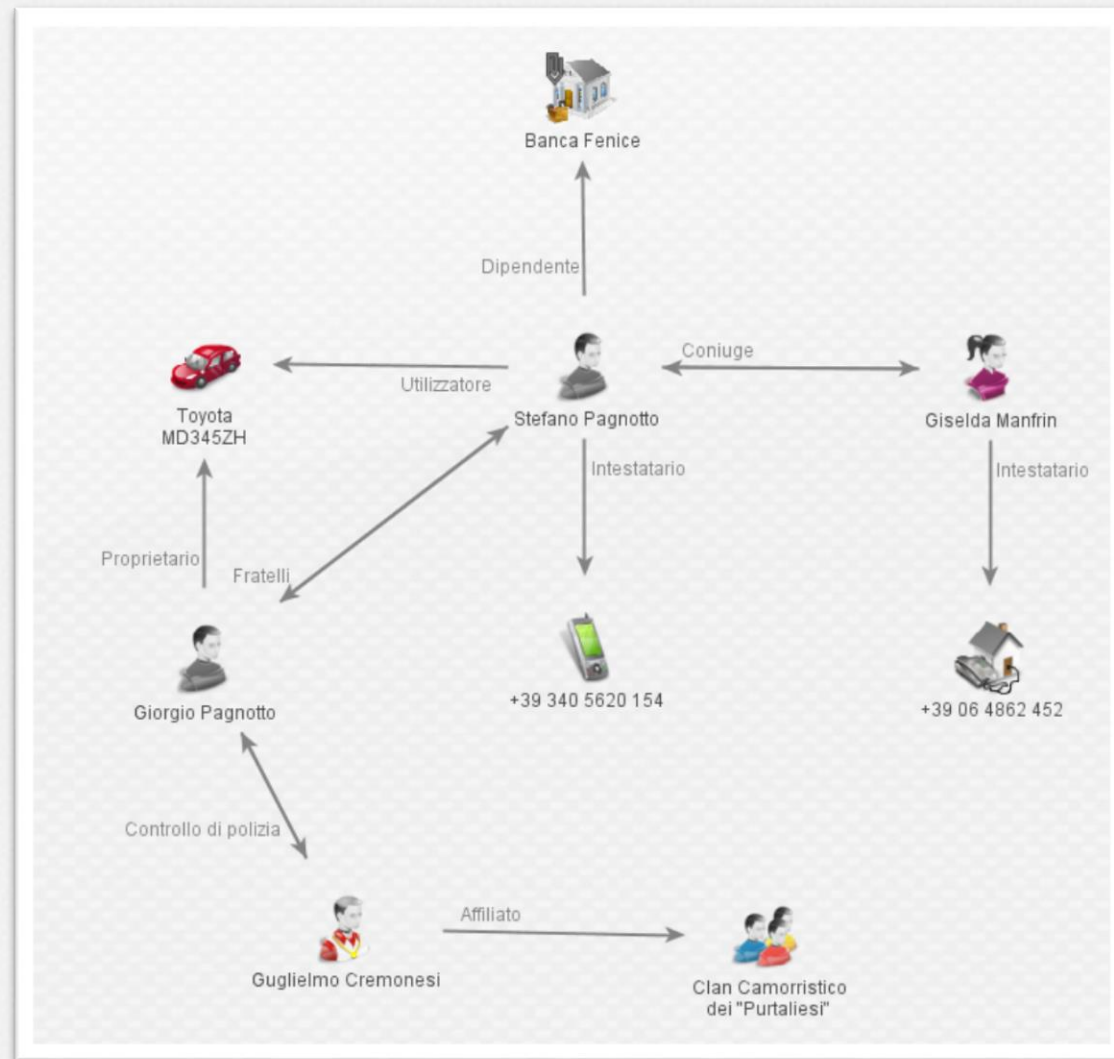 Banca Fenice
Dipendente
Coniuge
Utilizzatore
Toyota
MD345ZH
Stefano Pagnotto
Giselda Manfrin
Intestatario
Intestatario
Proprietario
Fratelli
+39 340 5620 154
+39 06 4862 452
Giorgio Pagnotto
Controllo di polizia
Affiliato
Guglielmo Cremonesi
Clan Camorristico
dei "Purtaliesi"